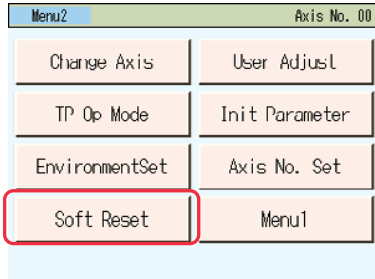 Menu2 Axis No. 00
Change Axis User Adjust
TP Op Mode Init Parameter
EnvironmentSet Axis No. Set
Soft Reset Menu1